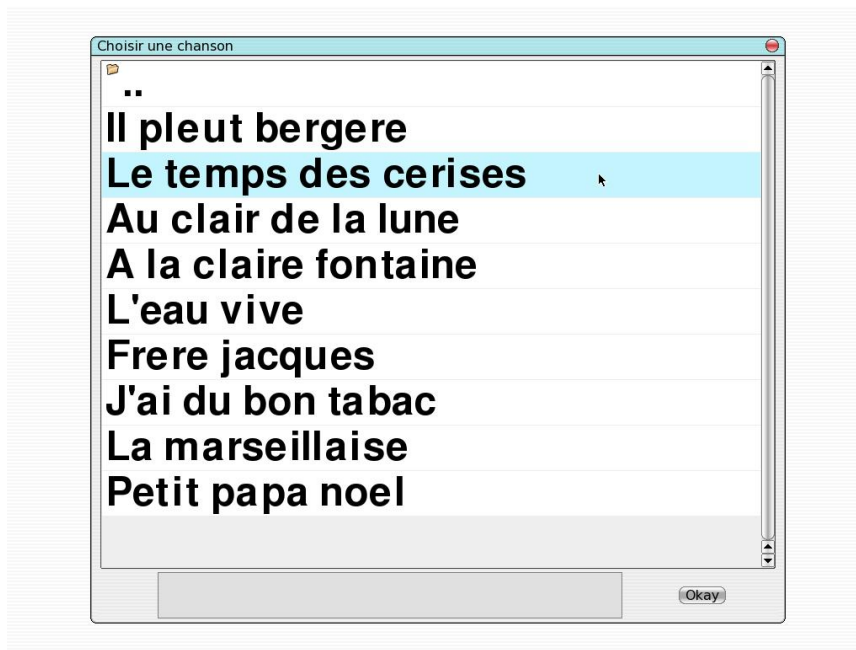 Choisir une chanson
..
Il pleut bergere
Le temps des cerises
Au clair de la lune
A la claire fontaine
L'eau vive
Frere jacques
J'ai du bon tabac
La marseillaise
Petit papa noel
Okay